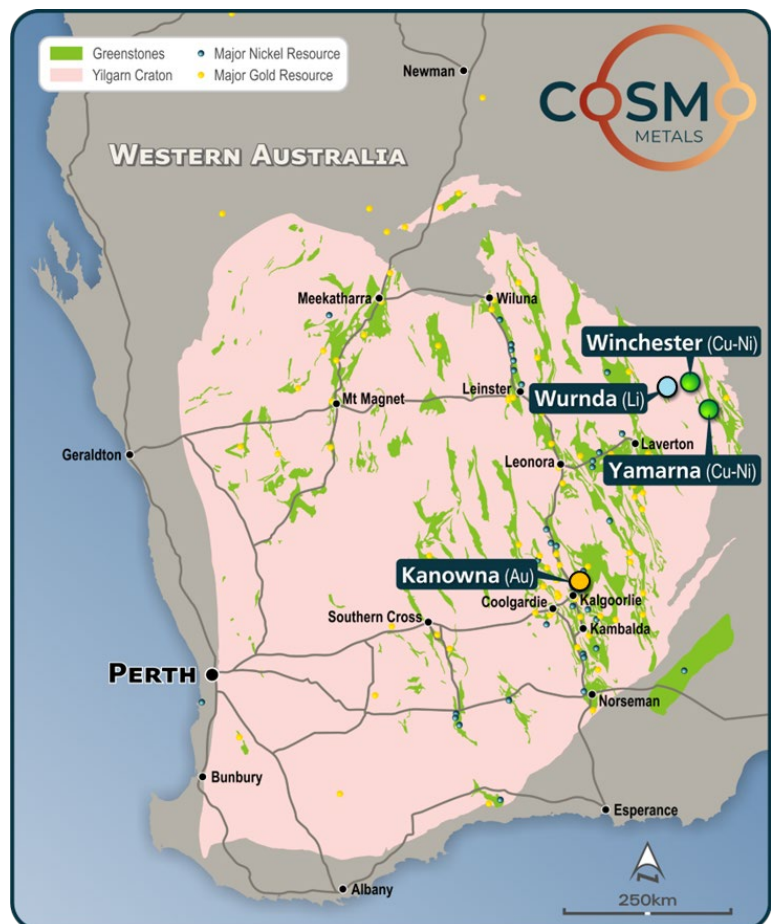 Greenstones
Major Nickel Resource
Yilgarn Craton
Major Gold Resource
COSMO
METALS
Newman
WESTERN AUSTRALIA
Meekatharra
Wiluna
Winchester (Cu-Ni)
Leinster
Wurnda (Li)
Mt Magnet
Geraldton
Laverton
Leonora
Yamarna (Cu-Ni)
Kanowna (Au)
Kalgoorlie
Coolgardie
Southern Cross
Kambalda
PERTH
Norseman
Bunbury
Esperance
Albany
N
250km